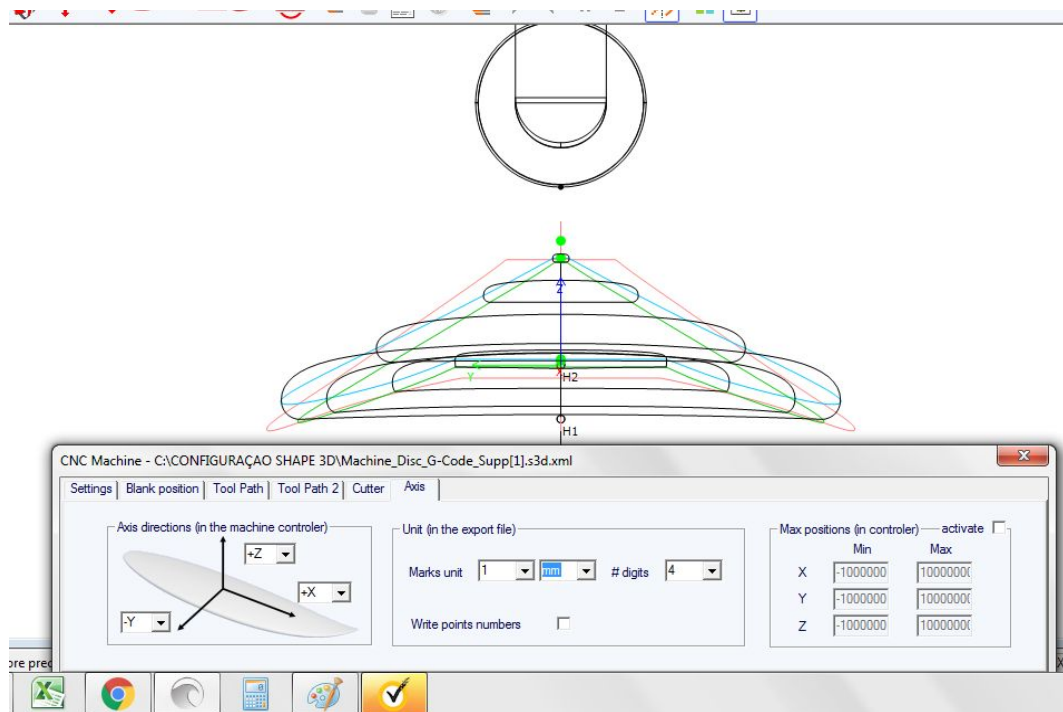 Z
Y
X
H2
H1
CNC Machine - C:\CONFIGURAÇAO SHAPE 3D\Machine_Disc_G-Code_Supp[1].s3d.xml
Settings Blank position Tool Path Tool Path 2 Cutter Axis
Axis directions (in the machine controler)
+Z
+X
-Y
Unit (in the export file)
Marks unit 1 mm # digits 4
Write points numbers
Max positions (in controler) activate
Min Max
X -1000000 1000000
Y -1000000 1000000
Z -1000000 1000000
ore prec